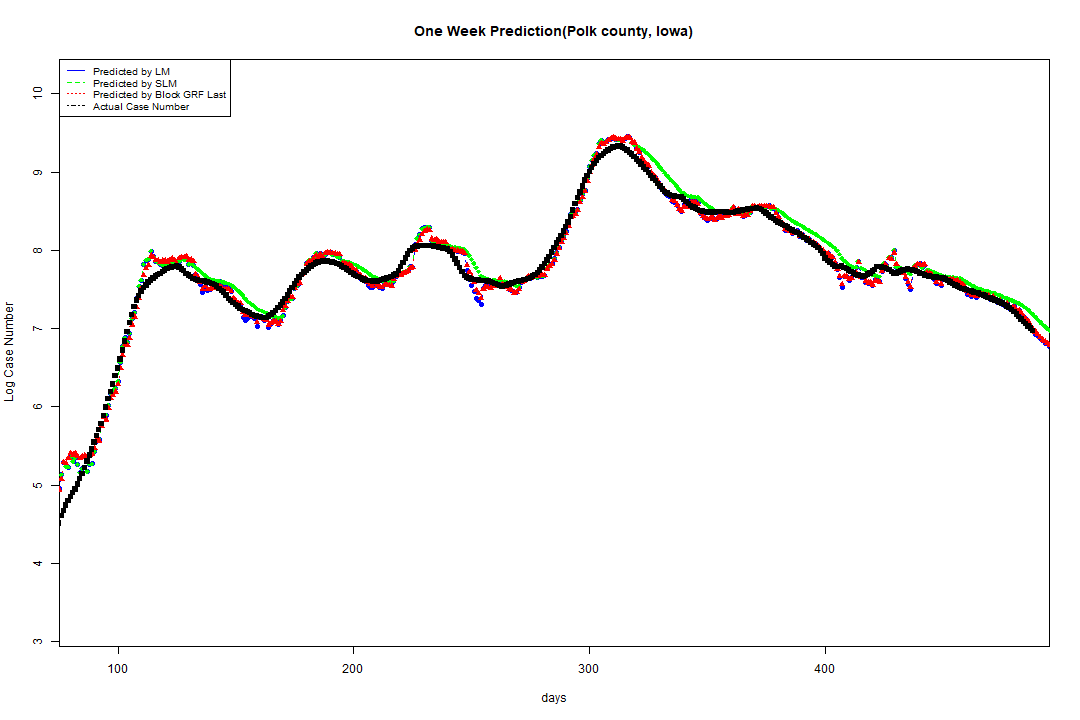 One Week Prediction(Polk county, Iowa)
Predicted by LM
Predicted by SLM
Predicted by Block GRF Last
Actual Case Number
10
9
8
7
6
5
4
3
Log Case Number
100 200 300 400
days